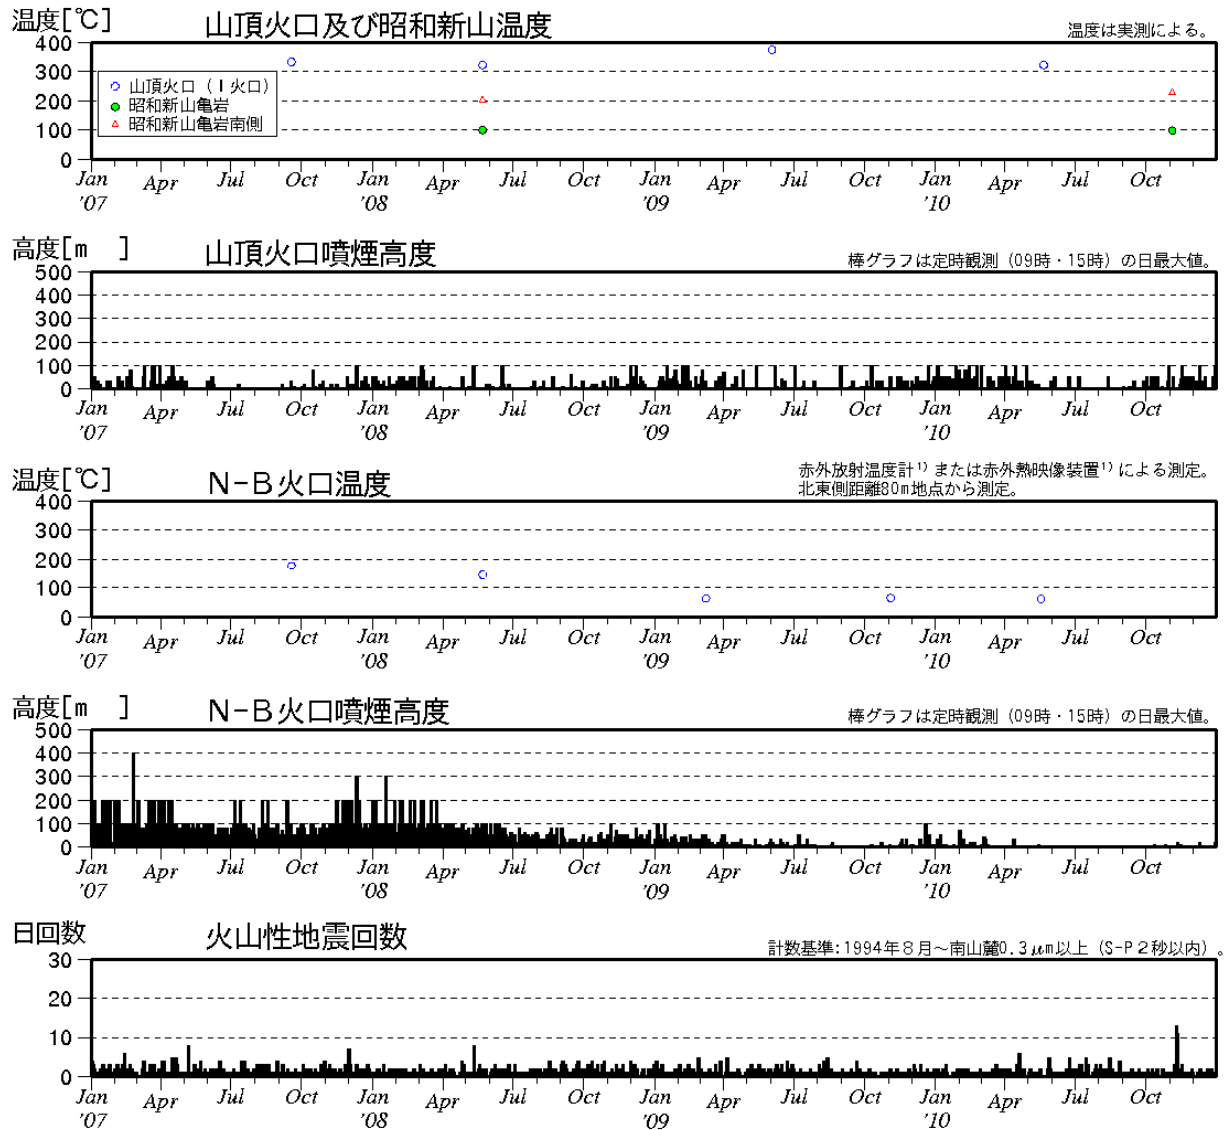 温度[℃]
山頂火口及び昭和新山温度
温度は実測による。
400
300
200
100
0
山頂火口（Ｉ火口）
昭和新山亀岩
昭和新山亀岩南側
Jan Apr Jul Oct Jan Apr Jul Oct Jan Apr Jul Oct Jan Apr Jul Oct
'07 '08 '09 '10
高度[m ]
山頂火口噴煙高度
棒グラフは定時観測（09時・15時）の日最大値。
500
400
300
200
100
0
Jan Apr Jul Oct Jan Apr Jul Oct Jan Apr Jul Oct Jan Apr Jul Oct
'07 '08 '09 '10
温度[℃]
Ｎ−Ｂ火口温度
赤外放射温度計¹⁾または赤外熱映像装置¹⁾による測定。
北東側距離80m地点から測定。
400
300
200
100
0
Jan Apr Jul Oct Jan Apr Jul Oct Jan Apr Jul Oct Jan Apr Jul Oct
'07 '08 '09 '10
高度[m ]
Ｎ−Ｂ火口噴煙高度
棒グラフは定時観測（09時・15時）の日最大値。
500
400
300
200
100
0
Jan Apr Jul Oct Jan Apr Jul Oct Jan Apr Jul Oct Jan Apr Jul Oct
'07 '08 '09 '10
日回数
火山性地震回数
計数基準:1994年８月～南山麓0.3μm以上（S-P２秒以内）。
30
20
10
0
Jan Apr Jul Oct Jan Apr Jul Oct Jan Apr Jul Oct Jan Apr Jul Oct
'07 '08 '09 '10